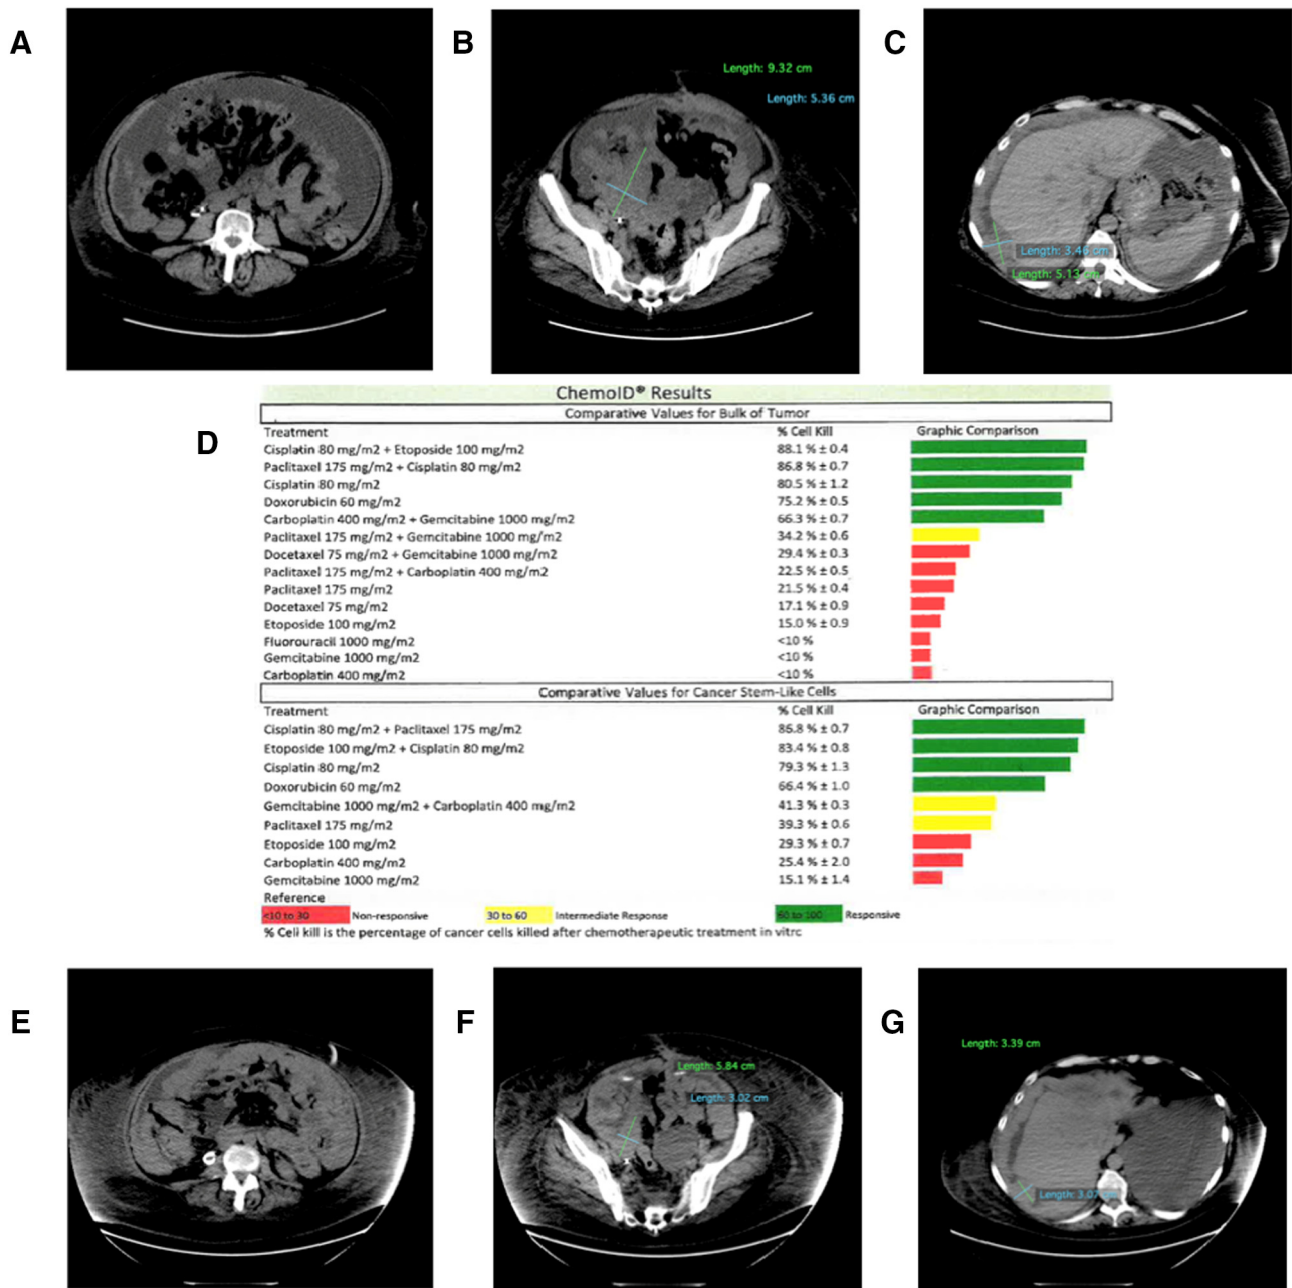 A
B
C
Length: 9.32 cm
Length: 5.36 cm
Length: 3.46 cm
Length: 5.13 cm
D
ChemoID® Results
Comparative Values for Bulk of Tumor
Treatment % Cell Kill Graphic Comparison
Cisplatin 80 mg/m2 + Etoposide 100 mg/m2 88.1 % ± 0.4
Paclitaxel 175 mg/m2 + Cisplatin 80 mg/m2 86.8 % ± 0.7
Cisplatin 80 mg/m2 80.5 % ± 1.2
Doxorubicin 60 mg/m2 75.2 % ± 0.5
Carboplatin 400 mg/m2 + Gemcitabine 1000 mg/m2 66.3 % ± 0.7
Paclitaxel 175 mg/m2 + Gemcitabine 1000 mg/m2 34.2 % ± 0.6
Docetaxel 75 mg/m2 + Gemcitabine 1000 mg/m2 29.4 % ± 0.3
Paclitaxel 175 mg/m2 + Carboplatin 400 mg/m2 22.5 % ± 0.5
Paclitaxel 175 mg/m2 21.5 % ± 0.4
Docetaxel 75 mg/m2 17.1 % ± 0.9
Etoposide 100 mg/m2 15.0 % ± 0.9
Fluorouracil 1000 mg/m2 <10 %
Gemcitabine 1000 mg/m2 <10 %
Carboplatin 400 mg/m2 <10 %
Comparative Values for Cancer Stem-Like Cells
Treatment % Cell Kill Graphic Comparison
Cisplatin 80 mg/m2 + Paclitaxel 175 mg/m2 86.8 % ± 0.7
Etoposide 100 mg/m2 + Cisplatin 80 mg/m2 83.4 % ± 0.8
Cisplatin 80 mg/m2 79.3 % ± 1.3
Doxorubicin 60 mg/m2 66.4 % ± 1.0
Gemcitabine 1000 mg/m2 + Carboplatin 400 mg/m2 41.3 % ± 0.3
Paclitaxel 175 mg/m2 39.3 % ± 0.6
Etoposide 100 mg/m2 29.3 % ± 0.7
Carboplatin 400 mg/m2 25.4 % ± 2.0
Gemcitabine 1000 mg/m2 15.1 % ± 1.4
Reference
<10 to 30 Non-responsive 30 to 60 Intermediate Response 60 to 100 Responsive
% Cell kill is the percentage of cancer cells killed after chemotherapeutic treatment in vitro
E
F
G
Length: 5.84 cm
Length: 3.02 cm
Length: 3.39 cm
Length: 3.07 cm